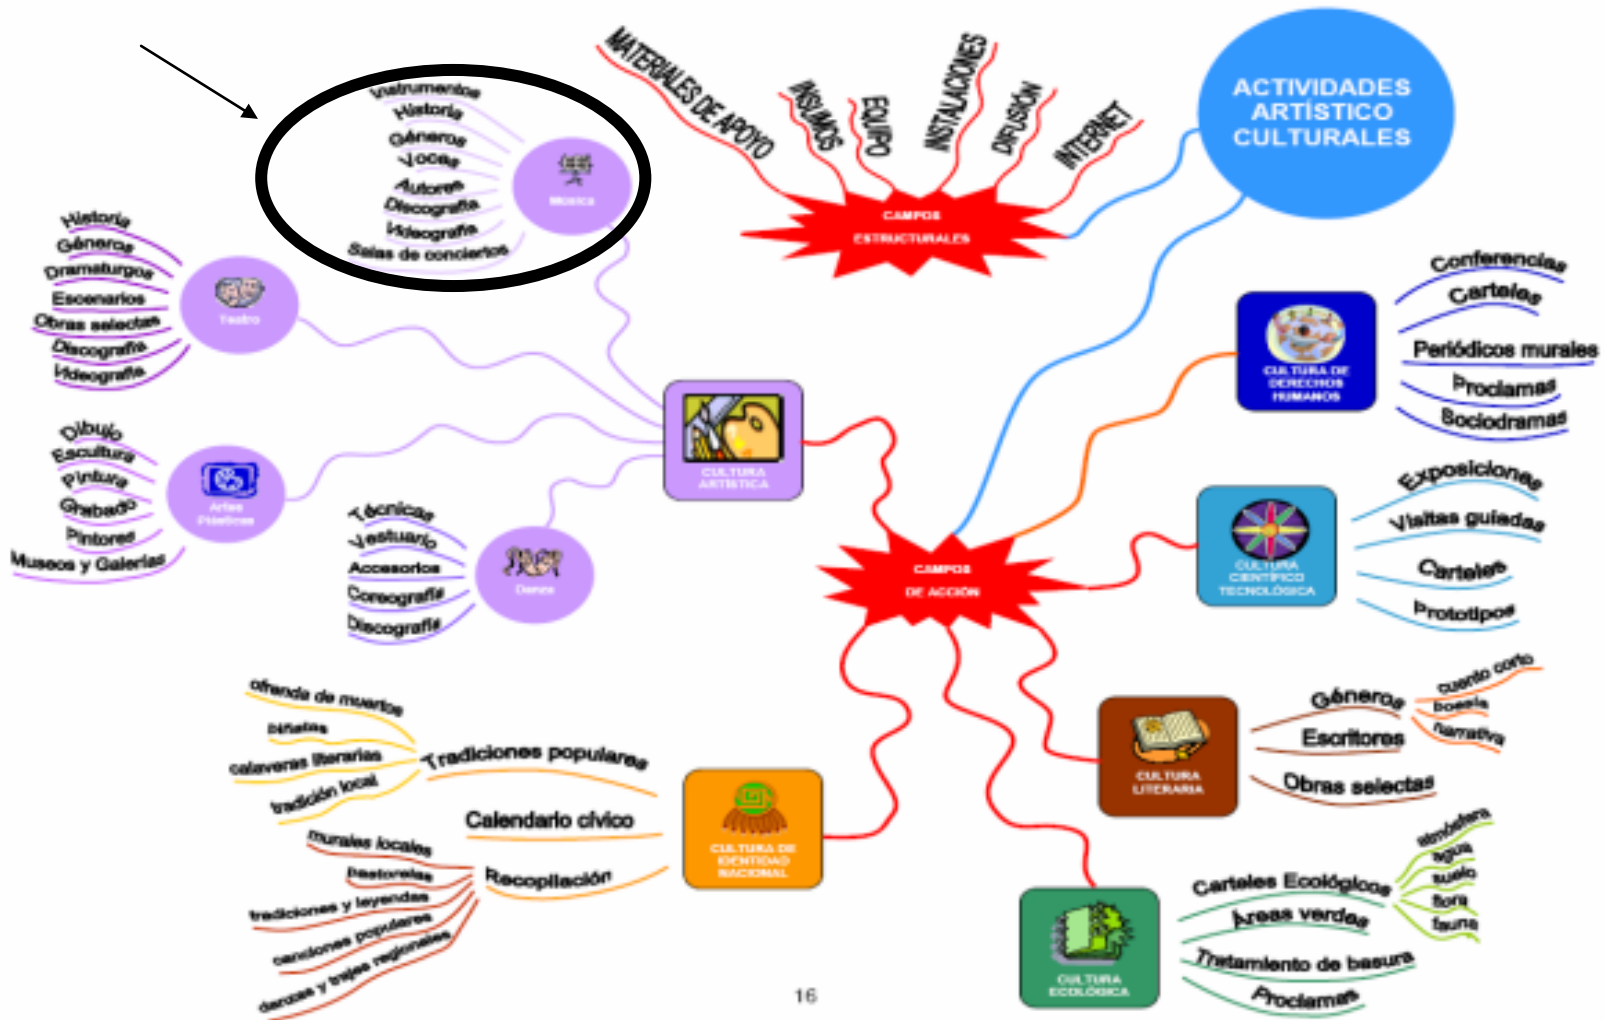 ACTIVIDADES
ARTÍSTICO
CULTURALES
MATERIALES DE APOYO
INSUMOS
EQUIPO
INSTALACIONES
DIFUSIÓN
INTERNET
CAMPOS
ESTRUCTURALES
Instrumentos
Historia
Géneros
Voces
Autores
Discografía
Videografía
Salas de conciertos
Música
Historia
Géneros
Dramaturgos
Escenarios
Obras selectas
Discografía
Videografía
Teatro
Dibujo
Escultura
Pintura
Grabado
Pintores
Museos y Galerías
Artes
Plásticas
Técnicas
Vestuario
Accesorios
Coreografía
Discografía
Danza
CULTURA
ARTÍSTICA
CAMPOS
DE ACCIÓN
CULTURA DE
DERECHOS
HUMANOS
Conferencias
Carteles
Periódicos murales
Proclamas
Sociodramas
CULTURA
CIENTÍFICO
TECNOLÓGICA
Exposiciones
Visitas guiadas
Carteles
Prototipos
CULTURA
LITERARIA
Géneros
cuento corto
poesía
narrativa
Escritores
Obras selectas
CULTURA
ECOLÓGICA
Carteles Ecológicos
atmósfera
agua
suelo
flora
fauna
Áreas verdes
Tratamiento de basura
Proclamas
CULTURA DE
IDENTIDAD
NACIONAL
Tradiciones populares
ofrenda de muertos
piñatas
calaveras literarias
tradición local
Calendario cívico
Recopilación
murales locales
pastorelas
tradiciones y leyendas
canciones populares
danzas y trajes regionales
16